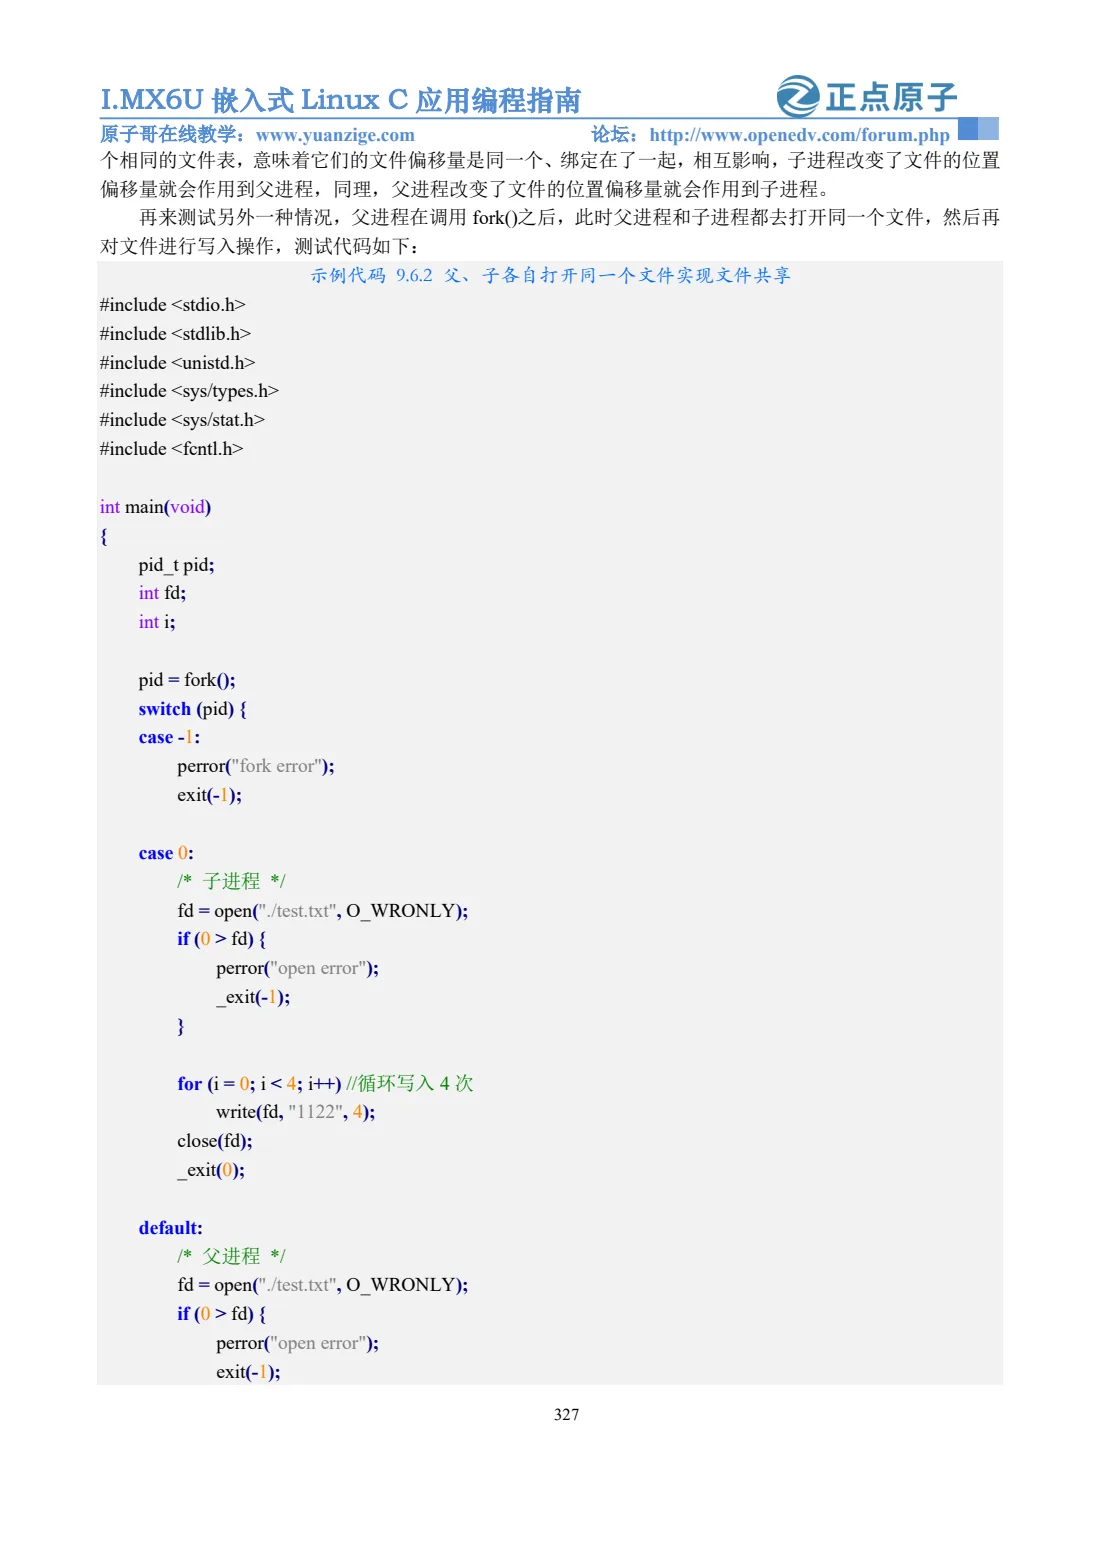 I.MX6U 嵌入式 Linux C 应用编程指南
正点原子
原子哥在线教学：www.yuanzige.com 论坛：http://www.openedv.com/forum.php
个相同的文件表，意味着它们的文件偏移量是同一个、绑定在了一起，相互影响，子进程改变了文件的位置
偏移量就会作用到父进程，同理，父进程改变了文件的位置偏移量就会作用到子进程。
再来测试另外一种情况，父进程在调用 fork()之后，此时父进程和子进程都去打开同一个文件，然后再
对文件进行写入操作，测试代码如下：
示例代码 9.6.2 父、子各自打开同一个文件实现文件共享
#include <stdio.h>
#include <stdlib.h>
#include <unistd.h>
#include <sys/types.h>
#include <sys/stat.h>
#include <fcntl.h>
int main(void)
{
pid_t pid;
int fd;
int i;
pid = fork();
switch (pid) {
case -1:
perror("fork error");
exit(-1);
case 0:
/* 子进程 */
fd = open("./test.txt", O_WRONLY);
if (0 > fd) {
perror("open error");
_exit(-1);
}
for (i = 0; i < 4; i++) //循环写入 4 次
write(fd, "1122", 4);
close(fd);
_exit(0);
default:
/* 父进程 */
fd = open("./test.txt", O_WRONLY);
if (0 > fd) {
perror("open error");
exit(-1);
327